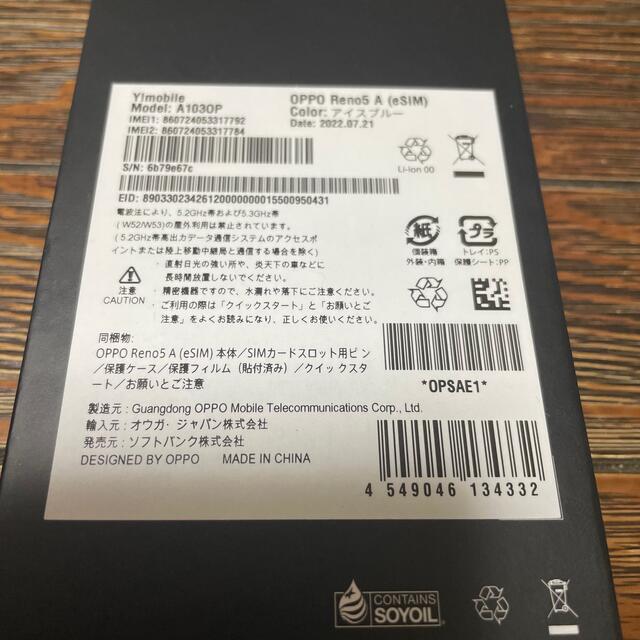 Y!mobile
Model: A103OP
IMEI1: 860724053317792
IMEI2: 860724053317784
OPPO Reno5 A (eSIM)
Color: アイスブルー
Date: 2022.07.21
S/N: 6b79e67c
EID: 89033023426120000000015500950431
Li-ion 00
電波法により、5.2GHz帯および5.3GHz帯
(W52/W53)の屋外利用は禁止されています。
(5.2GHz帯高出力データ通信システムのアクセスポ
イントまたは陸上移動中継局と通信する場合を除く)
注意
CAUTION
・直射日光の強い所や、炎天下の車などに
長時間放置しないでください。
・精密機器ですので、水濡れや落下にご注意ください。
・ご利用の際は「クイックスタート」と「お願いとご
注意」をよくお読みになり、正しくお使いください。
紙
個装箱
外装・内箱
プラ
トレイ:PS
保護シート:PP
同梱物:
OPPO Reno5 A (eSIM) 本体/SIMカードスロット用ピン
/保護ケース/保護フィルム(貼付済み)/クイックスタ
ート/お願いとご注意
*OPSAE1*
製造元:Guangdong OPPO Mobile Telecommunications Corp., Ltd.
輸入元:オウガ・ジャパン株式会社
発売元:ソフトバンク株式会社
DESIGNED BY OPPO MADE IN CHINA
4 549046 134332
CONTAINS
SOYOIL